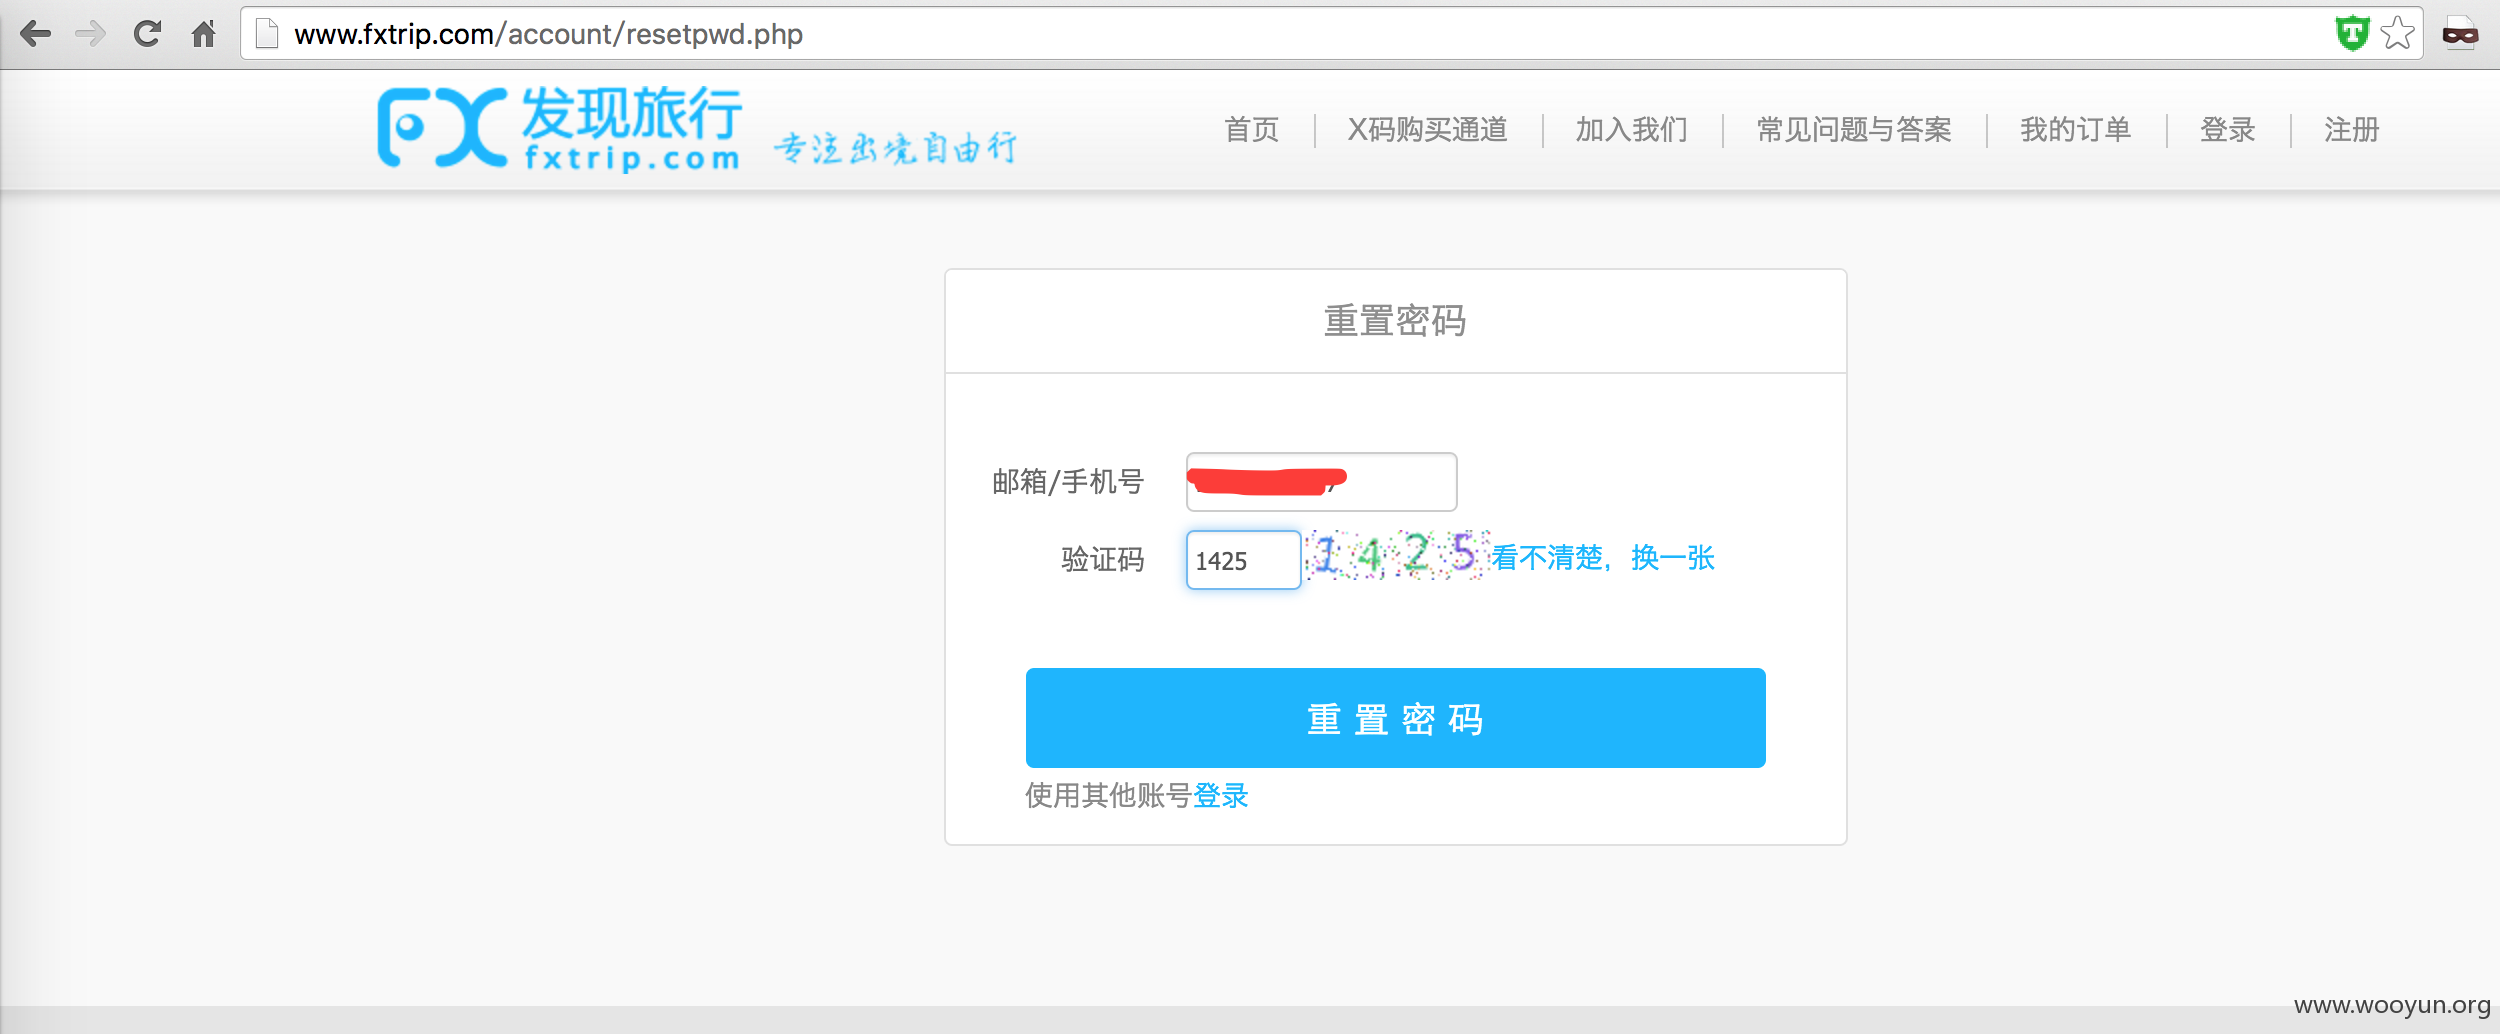 www.fxtrip.com/account/resetpwd.php
FX 发现旅行
fxtrip.com
专注出境自由行
首页
X码购买通道
加入我们
常见问题与答案
我的订单
登录
注册
重置密码
邮箱/手机号
验证码 1425 1425 看不清楚，换一张
重置密码
使用其他账号登录
www.wooyun.org